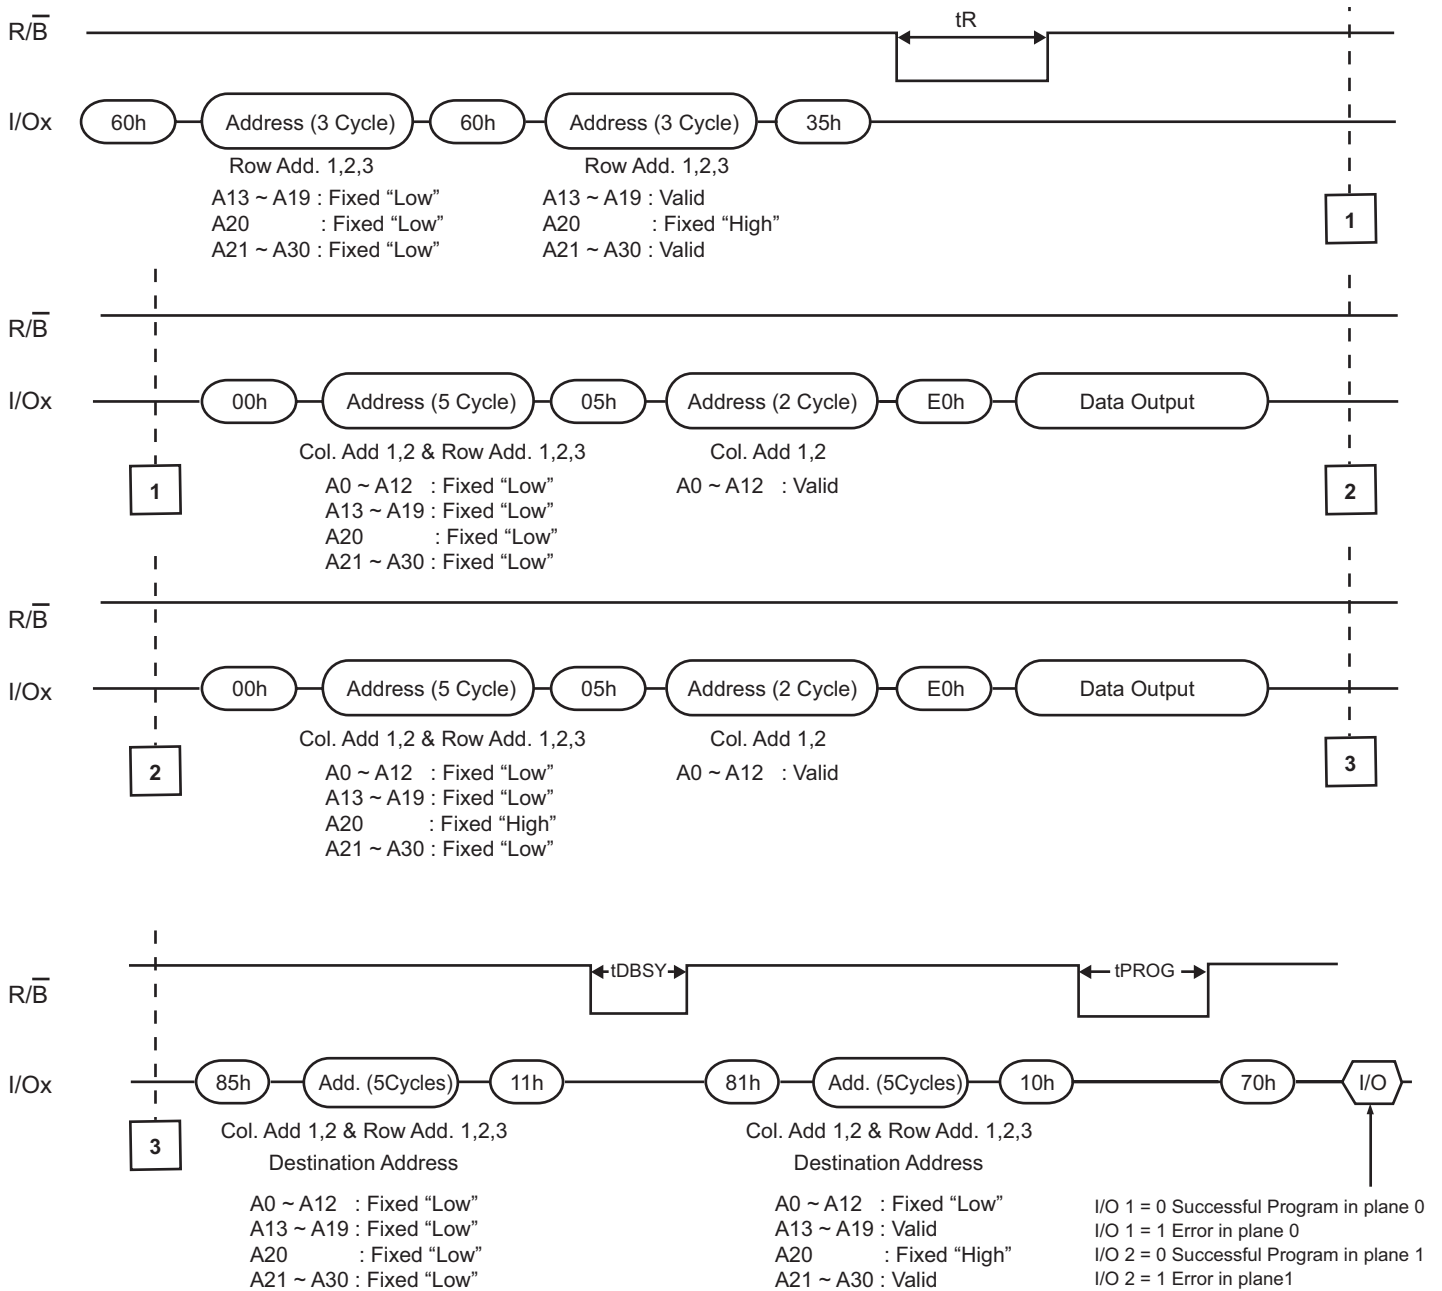 R/B tR
I/Ox 60h Address (3 Cycle) 60h Address (3 Cycle) 35h
Row Add. 1,2,3 Row Add. 1,2,3
A13 ~ A19 : Fixed “Low” A13 ~ A19 : Valid
A20 : Fixed “Low” A20 : Fixed “High” 1
A21 ~ A30 : Fixed “Low” A21 ~ A30 : Valid
R/B
I/Ox 00h Address (5 Cycle) 05h Address (2 Cycle) E0h Data Output
Col. Add 1,2 & Row Add. 1,2,3 Col. Add 1,2
1 A0 ~ A12 : Fixed “Low” A0 ~ A12 : Valid 2
A13 ~ A19 : Fixed “Low”
A20 : Fixed “Low”
A21 ~ A30 : Fixed “Low”
R/B
I/Ox 00h Address (5 Cycle) 05h Address (2 Cycle) E0h Data Output
Col. Add 1,2 & Row Add. 1,2,3 Col. Add 1,2
2 A0 ~ A12 : Fixed “Low” A0 ~ A12 : Valid 3
A13 ~ A19 : Fixed “Low”
A20 : Fixed “High”
A21 ~ A30 : Fixed “Low”
R/B tDBSY tPROG
I/Ox 85h Add. (5Cycles) 11h 81h Add. (5Cycles) 10h 70h I/O
3 Col. Add 1,2 & Row Add. 1,2,3 Col. Add 1,2 & Row Add. 1,2,3
Destination Address Destination Address
A0 ~ A12 : Fixed “Low” A0 ~ A12 : Fixed “Low” I/O 1 = 0 Successful Program in plane 0
A13 ~ A19 : Fixed “Low” A13 ~ A19 : Valid I/O 1 = 1 Error in plane 0
A20 : Fixed “Low” A20 : Fixed “High” I/O 2 = 0 Successful Program in plane 1
A21 ~ A30 : Fixed “Low” A21 ~ A30 : Valid I/O 2 = 1 Error in plane1